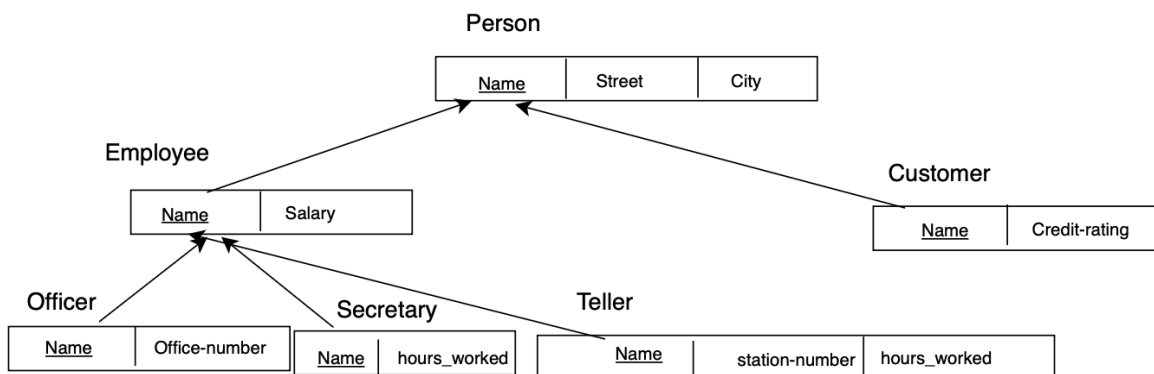 Person
Name Street City
Employee
Name Salary
Customer
Name Credit-rating
Officer
Name Office-number
Secretary
Name hours_worked
Teller
Name station-number hours_worked